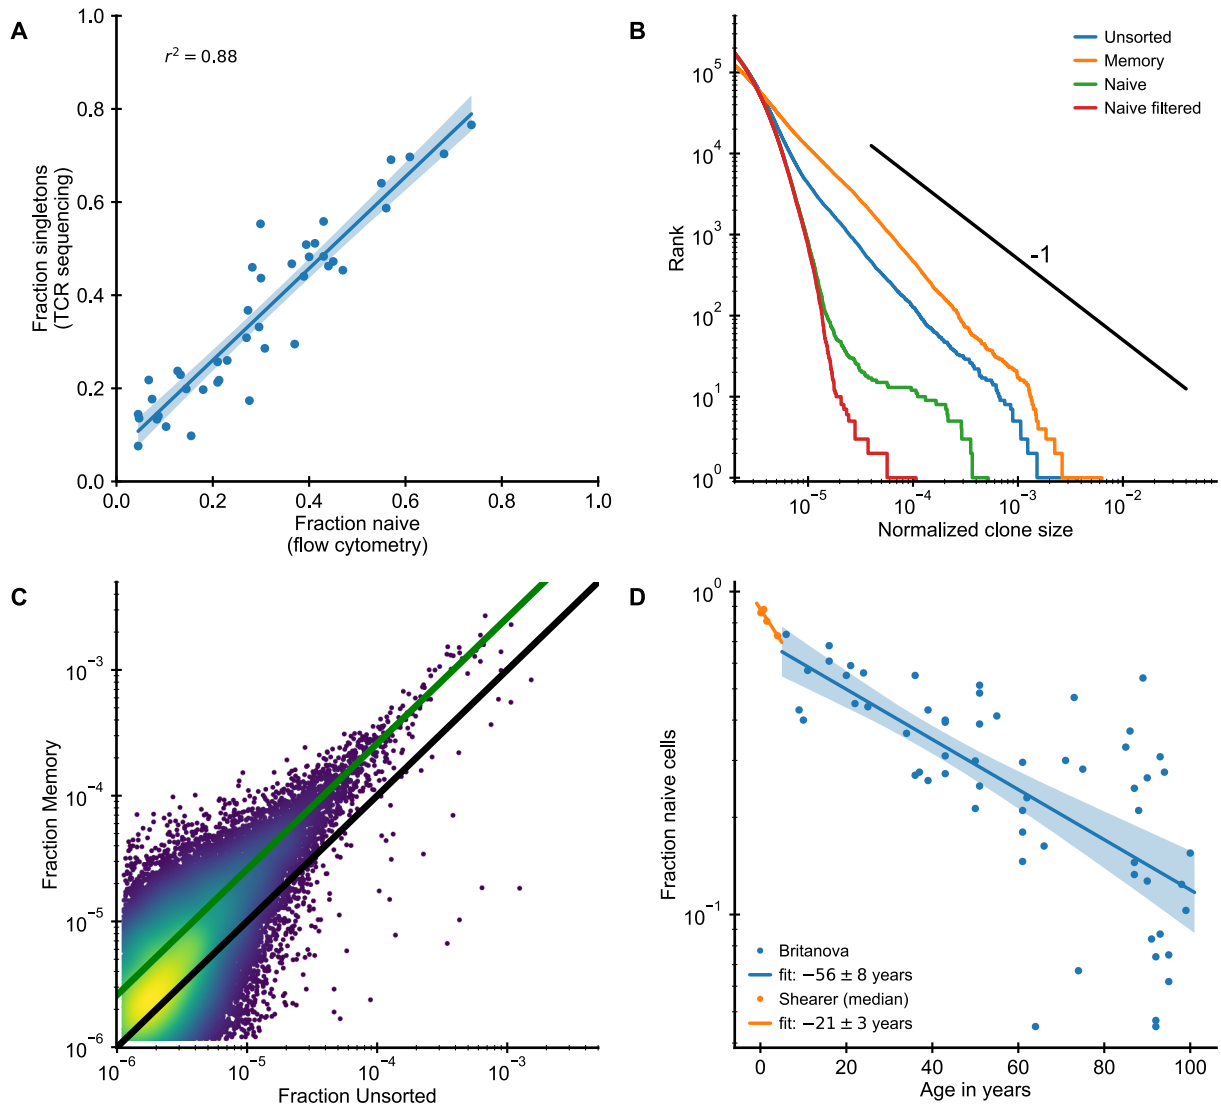 A
r² = 0.88
Fraction singletons
(TCR sequencing)
1.0
0.8
0.6
0.4
0.2
0.0
0.0 0.2 0.4 0.6 0.8 1.0
Fraction naive
(flow cytometry)
B
Unsorted
Memory
Naive
Naive filtered
Rank
10⁵
10⁴
10³
10²
10¹
10⁰
-1
10⁻⁵ 10⁻⁴ 10⁻³ 10⁻²
Normalized clone size
C
Fraction Memory
10⁻³
10⁻⁴
10⁻⁵
10⁻⁶
10⁻⁶ 10⁻⁵ 10⁻⁴ 10⁻³
Fraction Unsorted
D
Fraction naive cells
10⁰
10⁻¹
Britanova
fit: −56 ± 8 years
Shearer (median)
fit: −21 ± 3 years
0 20 40 60 80 100
Age in years